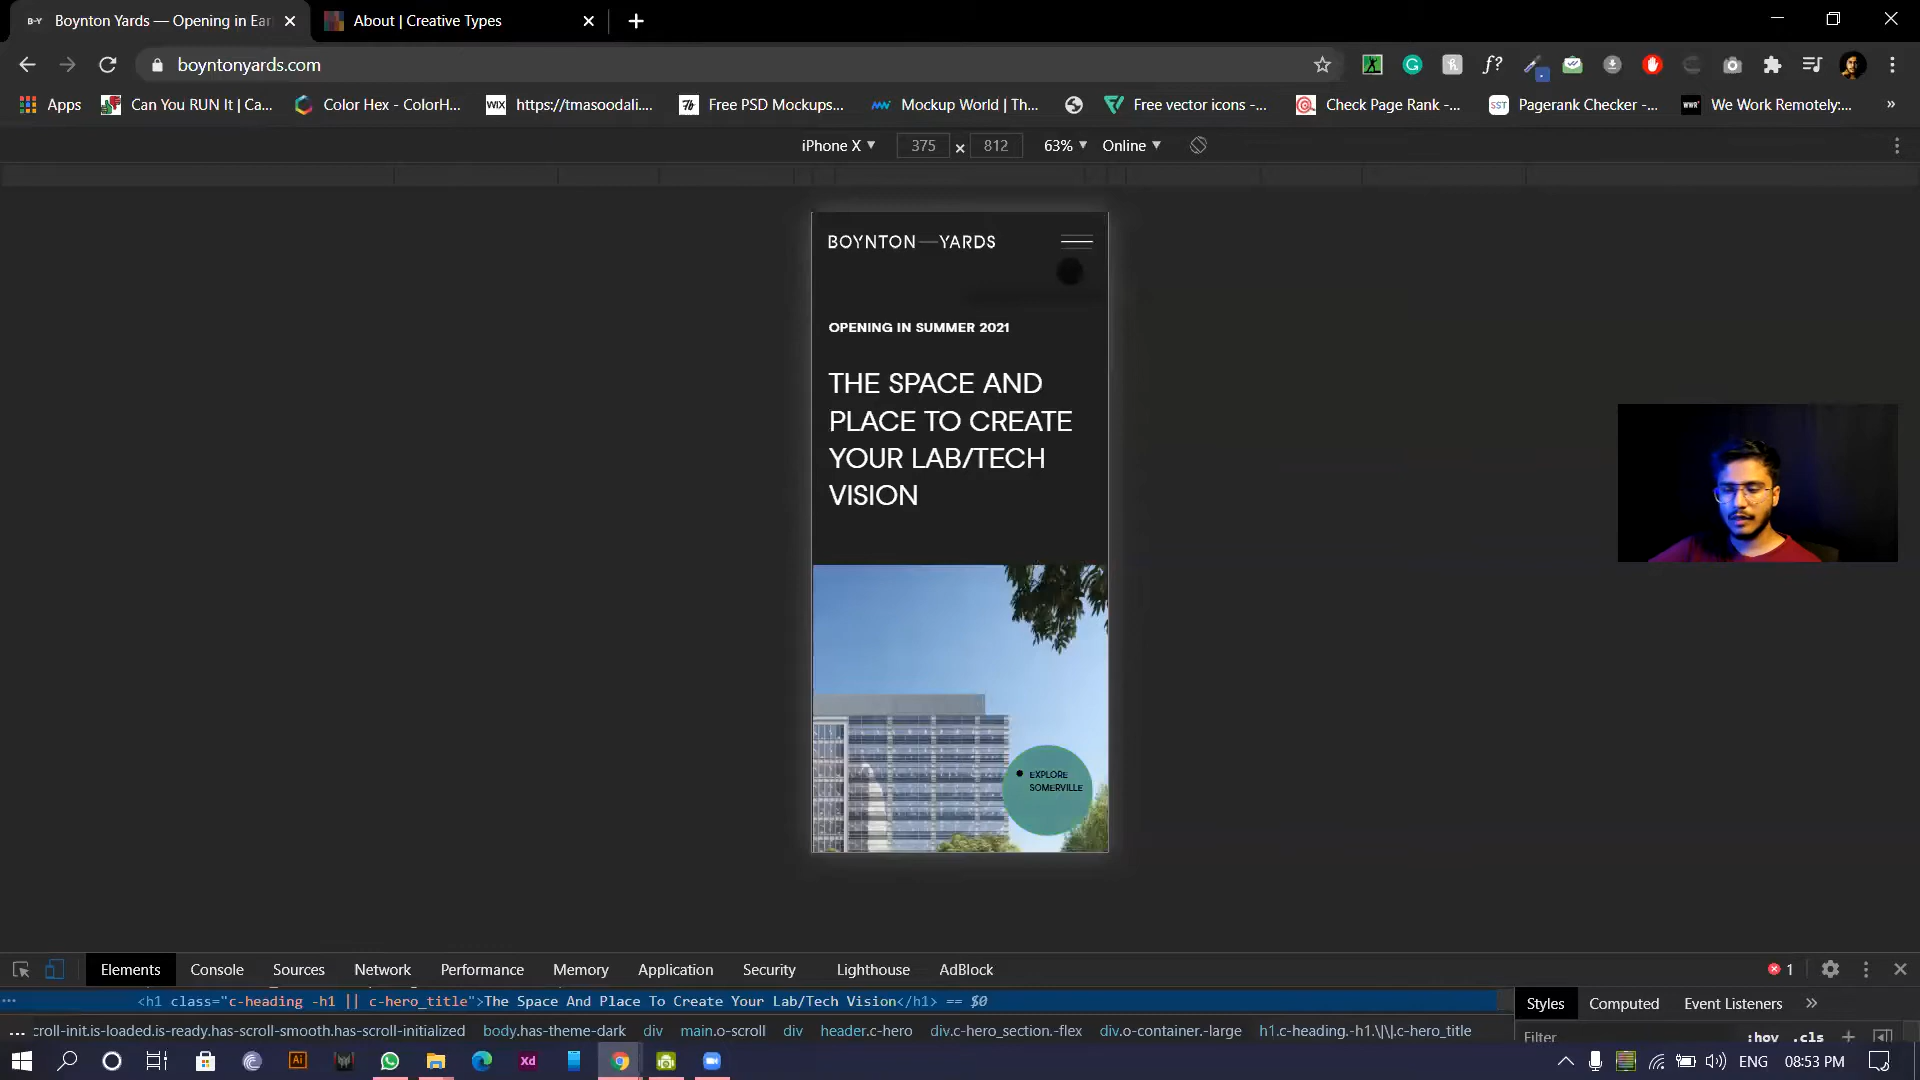 B-Y Boynton Yards — Opening in Ear
About | Creative Types
boyntonyards.com
Apps
Can You RUN It | Ca...
Color Hex - ColorH...
WIX https://tmasoodali....
Free PSD Mockups...
Mockup World | Th...
Free vector icons -...
Check Page Rank -...
SST Pagerank Checker -...
WWR We Work Remotely:...
iPhone X 375 × 812 63% Online
BOYNTON—YARDS
OPENING IN SUMMER 2021
THE SPACE AND
PLACE TO CREATE
YOUR LAB/TECH
VISION
EXPLORE
SOMERVILLE
Elements Console Sources Network Performance Memory Application Security Lighthouse AdBlock 1
<h1 class="c-heading -h1 || c-hero_title">The Space And Place To Create Your Lab/Tech Vision</h1> == $0
Styles Computed Event Listeners
... croll-init.is-loaded.is-ready.has-scroll-smooth.has-scroll-initialized body.has-theme-dark div main.o-scroll div header.c-hero div.c-hero_section.-flex div.o-container.-large h1.c-heading.-h1.\|\|.c-hero_title
Filter :hov .cls
Ai Xd ENG 08:53 PM